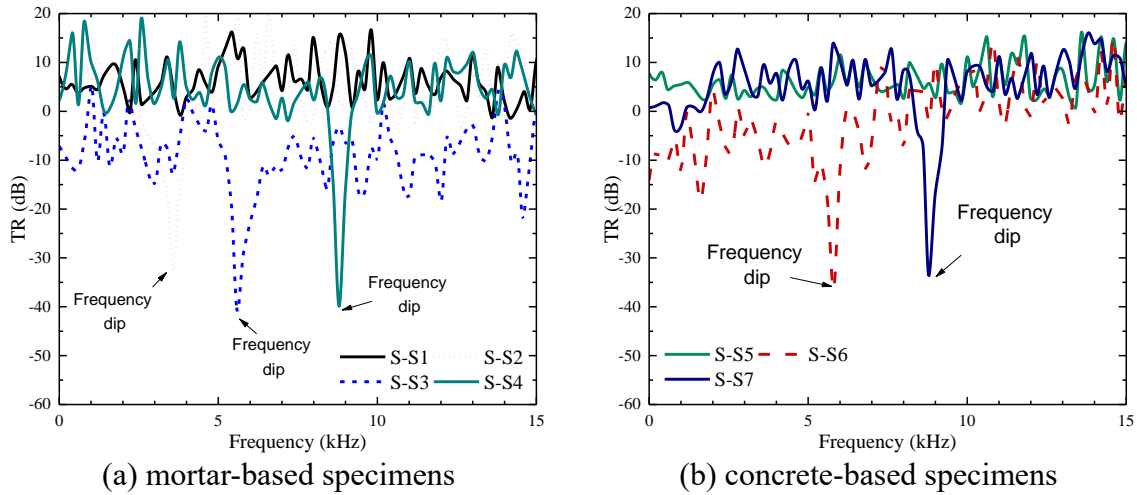 20
10
0
-10
-20
-30
-40
-50
-60
TR (dB)
Frequency
dip
Frequency
dip
Frequency
dip
S-S1 S-S2
S-S3 S-S4
0 5 10 15
Frequency (kHz)
(a) mortar-based specimens
20
10
0
-10
-20
-30
-40
-50
-60
TR (dB)
Frequency
dip
Frequency
dip
S-S5 S-S6
S-S7
0 5 10 15
Frequency (kHz)
(b) concrete-based specimens